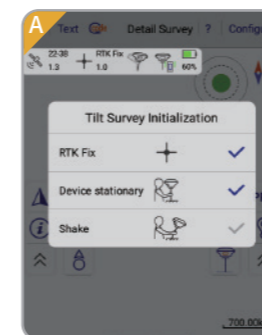 A
Text Detail Survey ? Config
22-38 RTK Fix
1.3 1.0 60%
Tilt Survey Initialization
RTK Fix
Device stationary
Shake
700.00